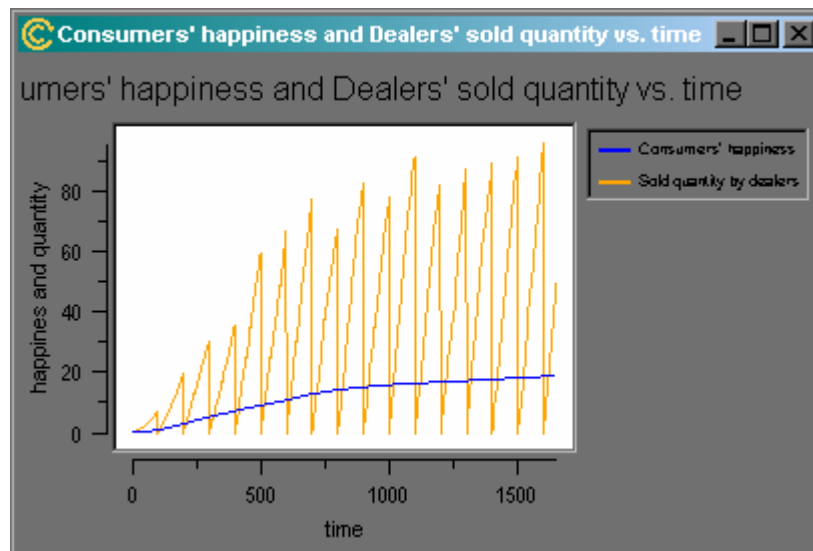 Consumers' happiness and Dealers' sold quantity vs. time
umers' happiness and Dealers' sold quantity vs. time
Consumers' happiness
Sold quantity by dealers
happines and quantity
80
60
40
20
0
0 500 1000 1500
time